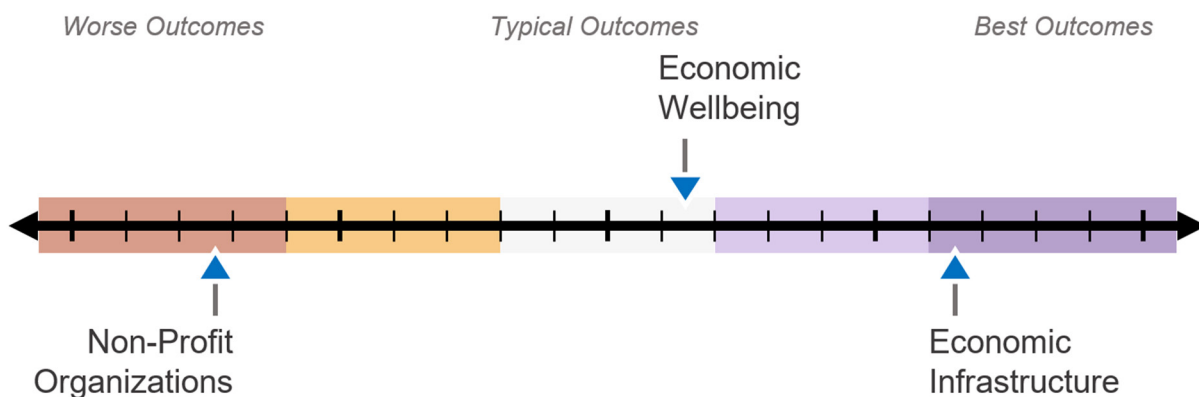 Worse Outcomes
Typical Outcomes
Best Outcomes
Economic
Wellbeing
Non-Profit
Organizations
Economic
Infrastructure